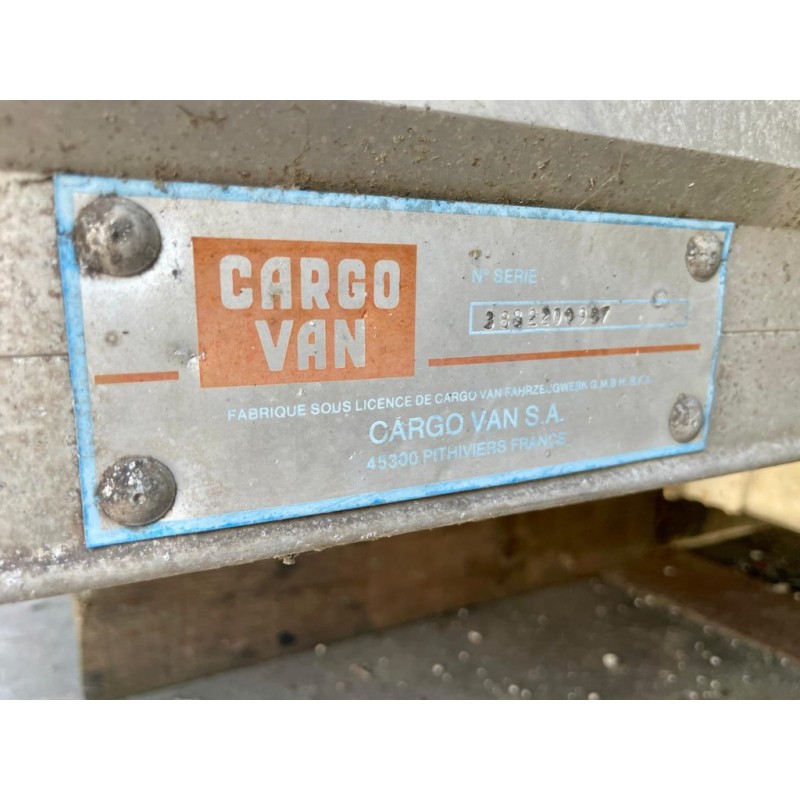 CARGO
VAN
N° SERIE
FABRIQUE SOUS LICENCE DE CARGO VAN FAHRZEUGWERK G.M.B.H. R.F.A.
CARGO VAN S.A.
45300 PITHIVIERS FRANCE